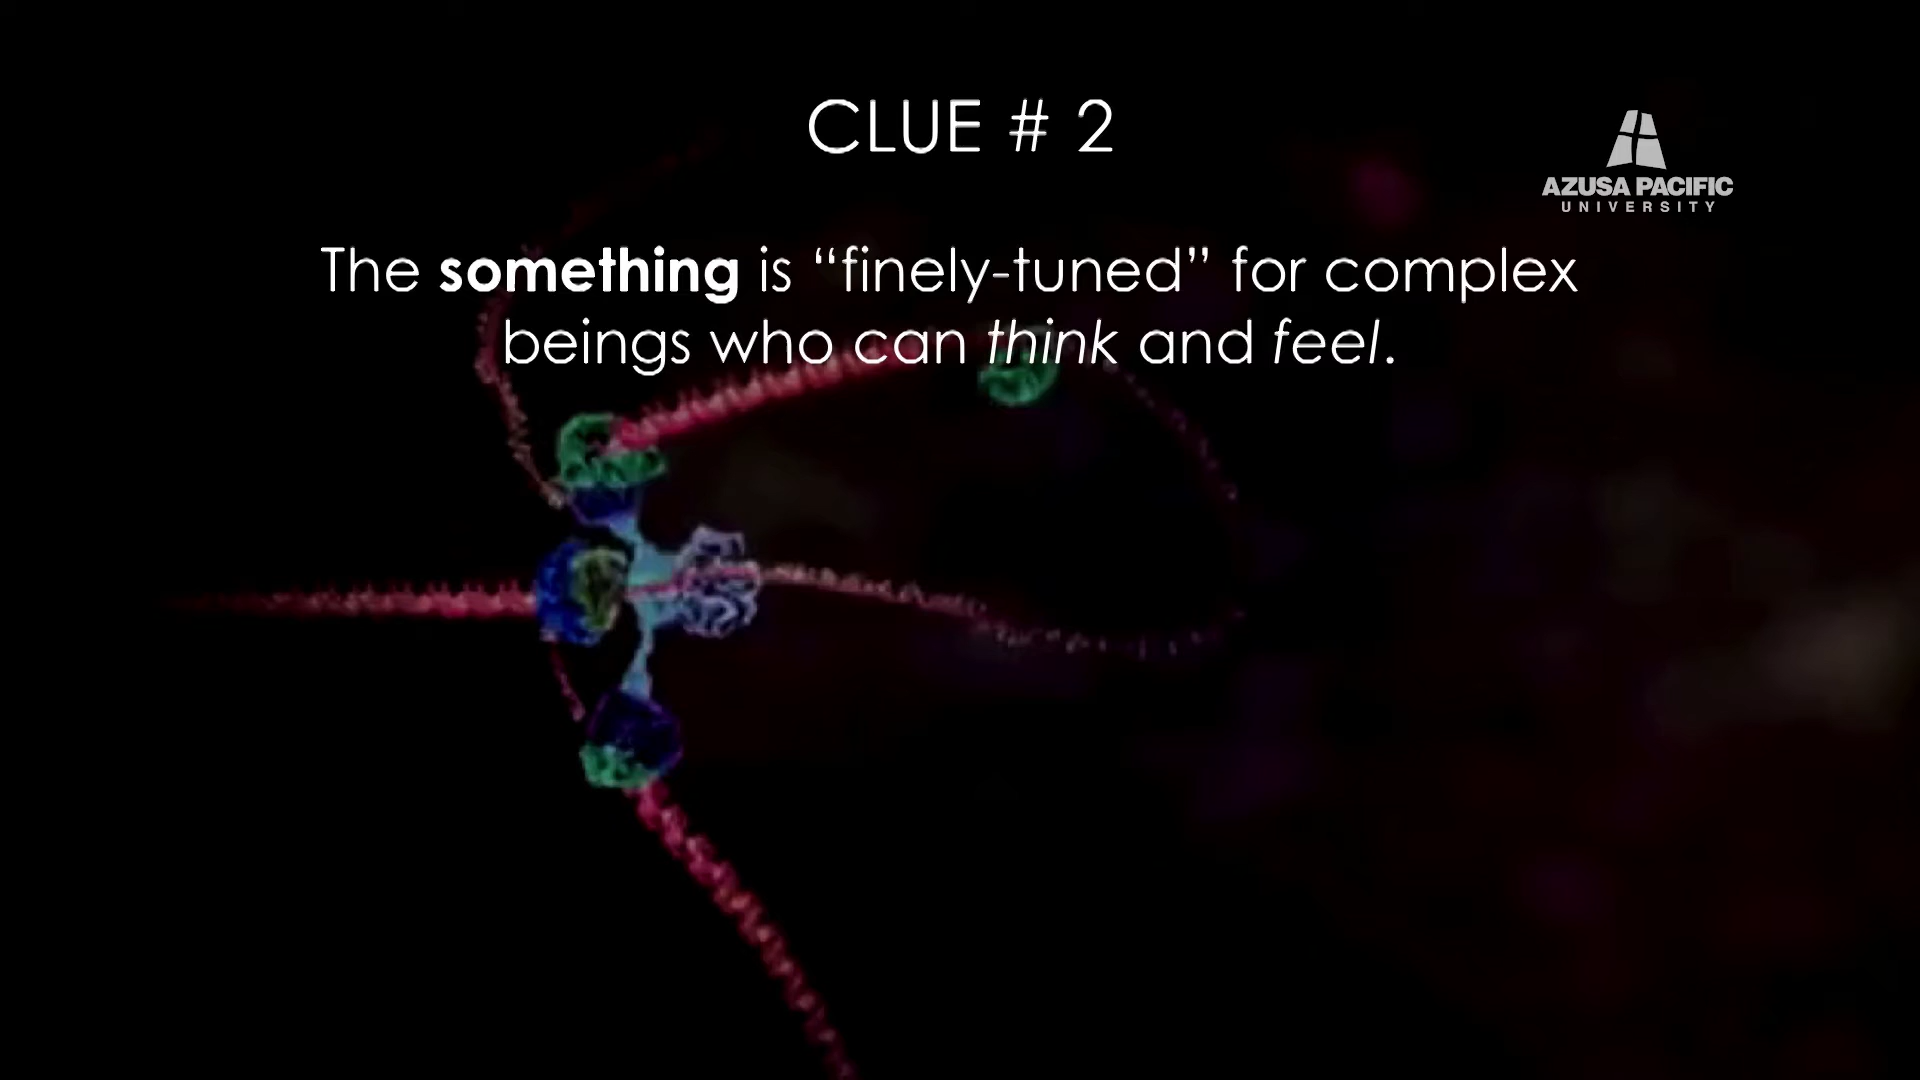 CLUE # 2
AZUSA PACIFIC
UNIVERSITY
The something is “finely-tuned” for complex
beings who can think and feel.